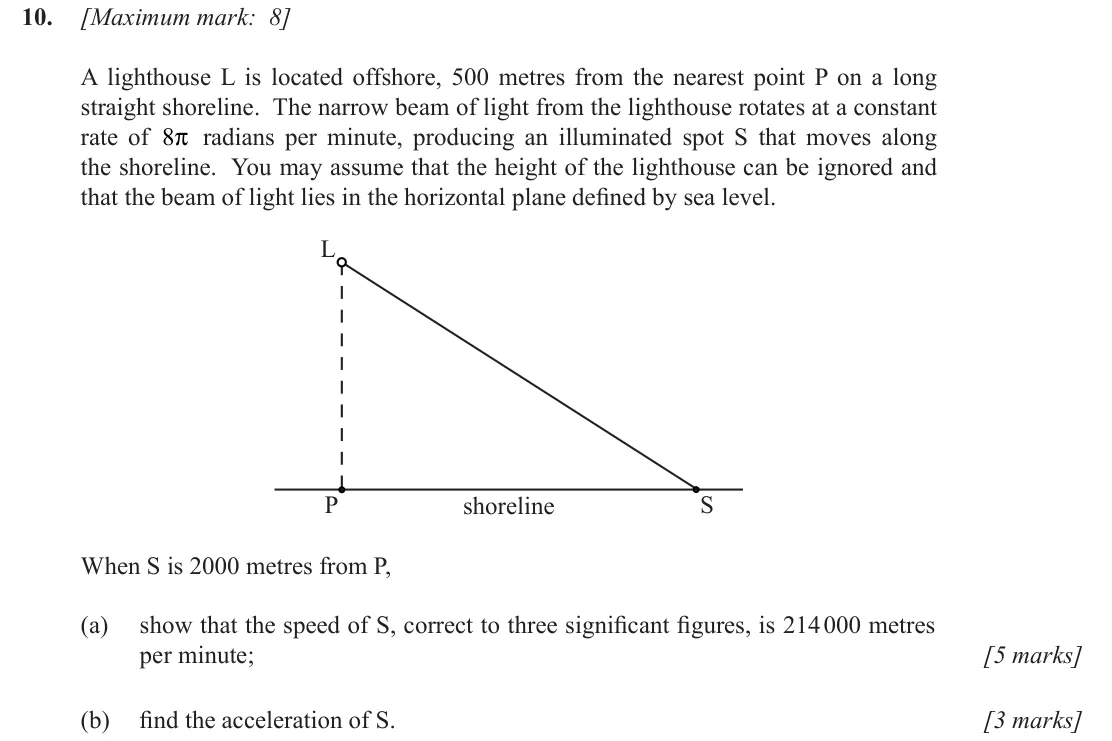 10. [Maximum mark: 8]
A lighthouse L is located offshore, 500 metres from the nearest point P on a long
straight shoreline. The narrow beam of light from the lighthouse rotates at a constant
rate of 8π radians per minute, producing an illuminated spot S that moves along
the shoreline. You may assume that the height of the lighthouse can be ignored and
that the beam of light lies in the horizontal plane defined by sea level.
L
P shoreline S
When S is 2000 metres from P,
(a) show that the speed of S, correct to three significant figures, is 214 000 metres
per minute; [5 marks]
(b) find the acceleration of S. [3 marks]